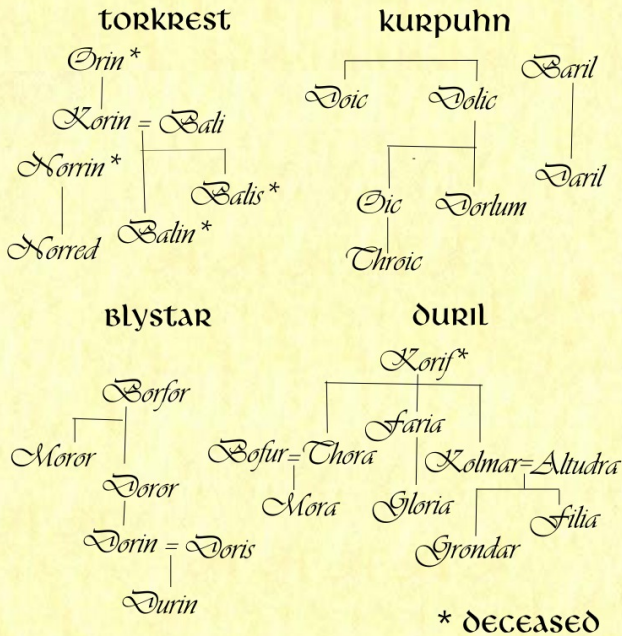 TORKREST
Orin *
Korin = Bali
Norrin *
Balis *
Balin *
Norred
KURPUHN
Doic Dolic
Baril
Daril
Oic Dorlum
Throic
BLYSTAR
Borfor
Moror
Doror
Dorin = Doris
Durin
DURIL
Korif *
Faria
Bofur = Thora
Kolmar = Altudra
Mora
Gloria
Filia
Grondar
* DECEASED